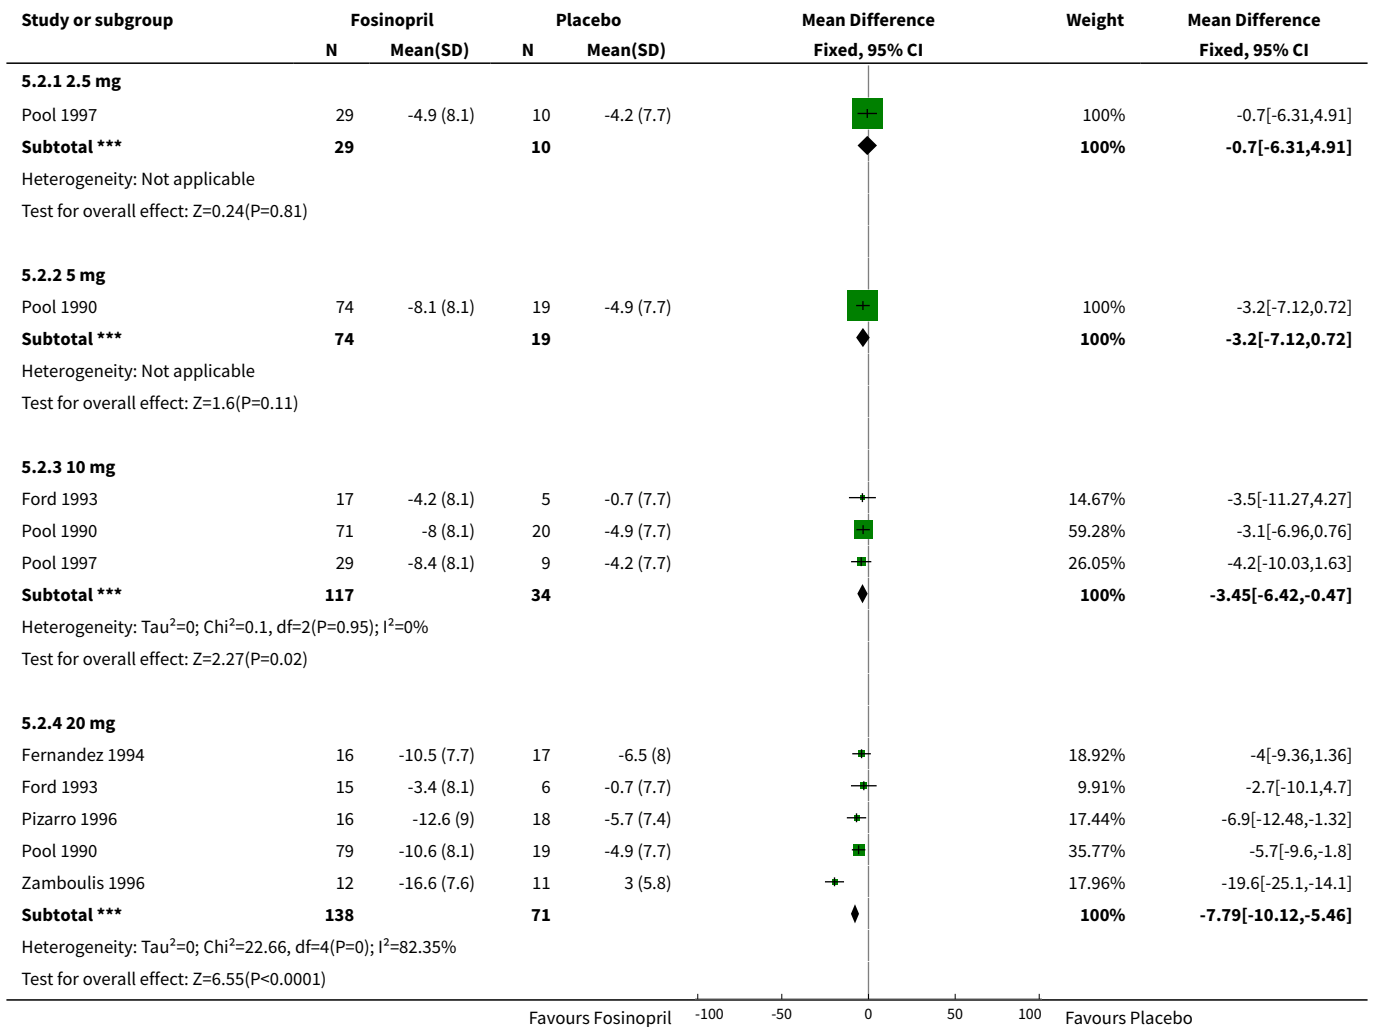 Study or subgroup Fosinopril Placebo Mean Difference Weight Mean Difference
N Mean(SD) N Mean(SD) Fixed, 95% CI Fixed, 95% CI
5.2.1 2.5 mg
Pool 1997 29 -4.9 (8.1) 10 -4.2 (7.7) 100% -0.7[-6.31,4.91]
Subtotal *** 29 10 100% -0.7[-6.31,4.91]
Heterogeneity: Not applicable
Test for overall effect: Z=0.24(P=0.81)
5.2.2 5 mg
Pool 1990 74 -8.1 (8.1) 19 -4.9 (7.7) 100% -3.2[-7.12,0.72]
Subtotal *** 74 19 100% -3.2[-7.12,0.72]
Heterogeneity: Not applicable
Test for overall effect: Z=1.6(P=0.11)
5.2.3 10 mg
Ford 1993 17 -4.2 (8.1) 5 -0.7 (7.7) 14.67% -3.5[-11.27,4.27]
Pool 1990 71 -8 (8.1) 20 -4.9 (7.7) 59.28% -3.1[-6.96,0.76]
Pool 1997 29 -8.4 (8.1) 9 -4.2 (7.7) 26.05% -4.2[-10.03,1.63]
Subtotal *** 117 34 100% -3.45[-6.42,-0.47]
Heterogeneity: Tau²=0; Chi²=0.1, df=2(P=0.95); I²=0%
Test for overall effect: Z=2.27(P=0.02)
5.2.4 20 mg
Fernandez 1994 16 -10.5 (7.7) 17 -6.5 (8) 18.92% -4[-9.36,1.36]
Ford 1993 15 -3.4 (8.1) 6 -0.7 (7.7) 9.91% -2.7[-10.1,4.7]
Pizarro 1996 16 -12.6 (9) 18 -5.7 (7.4) 17.44% -6.9[-12.48,-1.32]
Pool 1990 79 -10.6 (8.1) 19 -4.9 (7.7) 35.77% -5.7[-9.6,-1.8]
Zamboulis 1996 12 -16.6 (7.6) 11 3 (5.8) 17.96% -19.6[-25.1,-14.1]
Subtotal *** 138 71 100% -7.79[-10.12,-5.46]
Heterogeneity: Tau²=0; Chi²=22.66, df=4(P=0); I²=82.35%
Test for overall effect: Z=6.55(P<0.0001)
Favours Fosinopril -100 -50 0 50 100 Favours Placebo